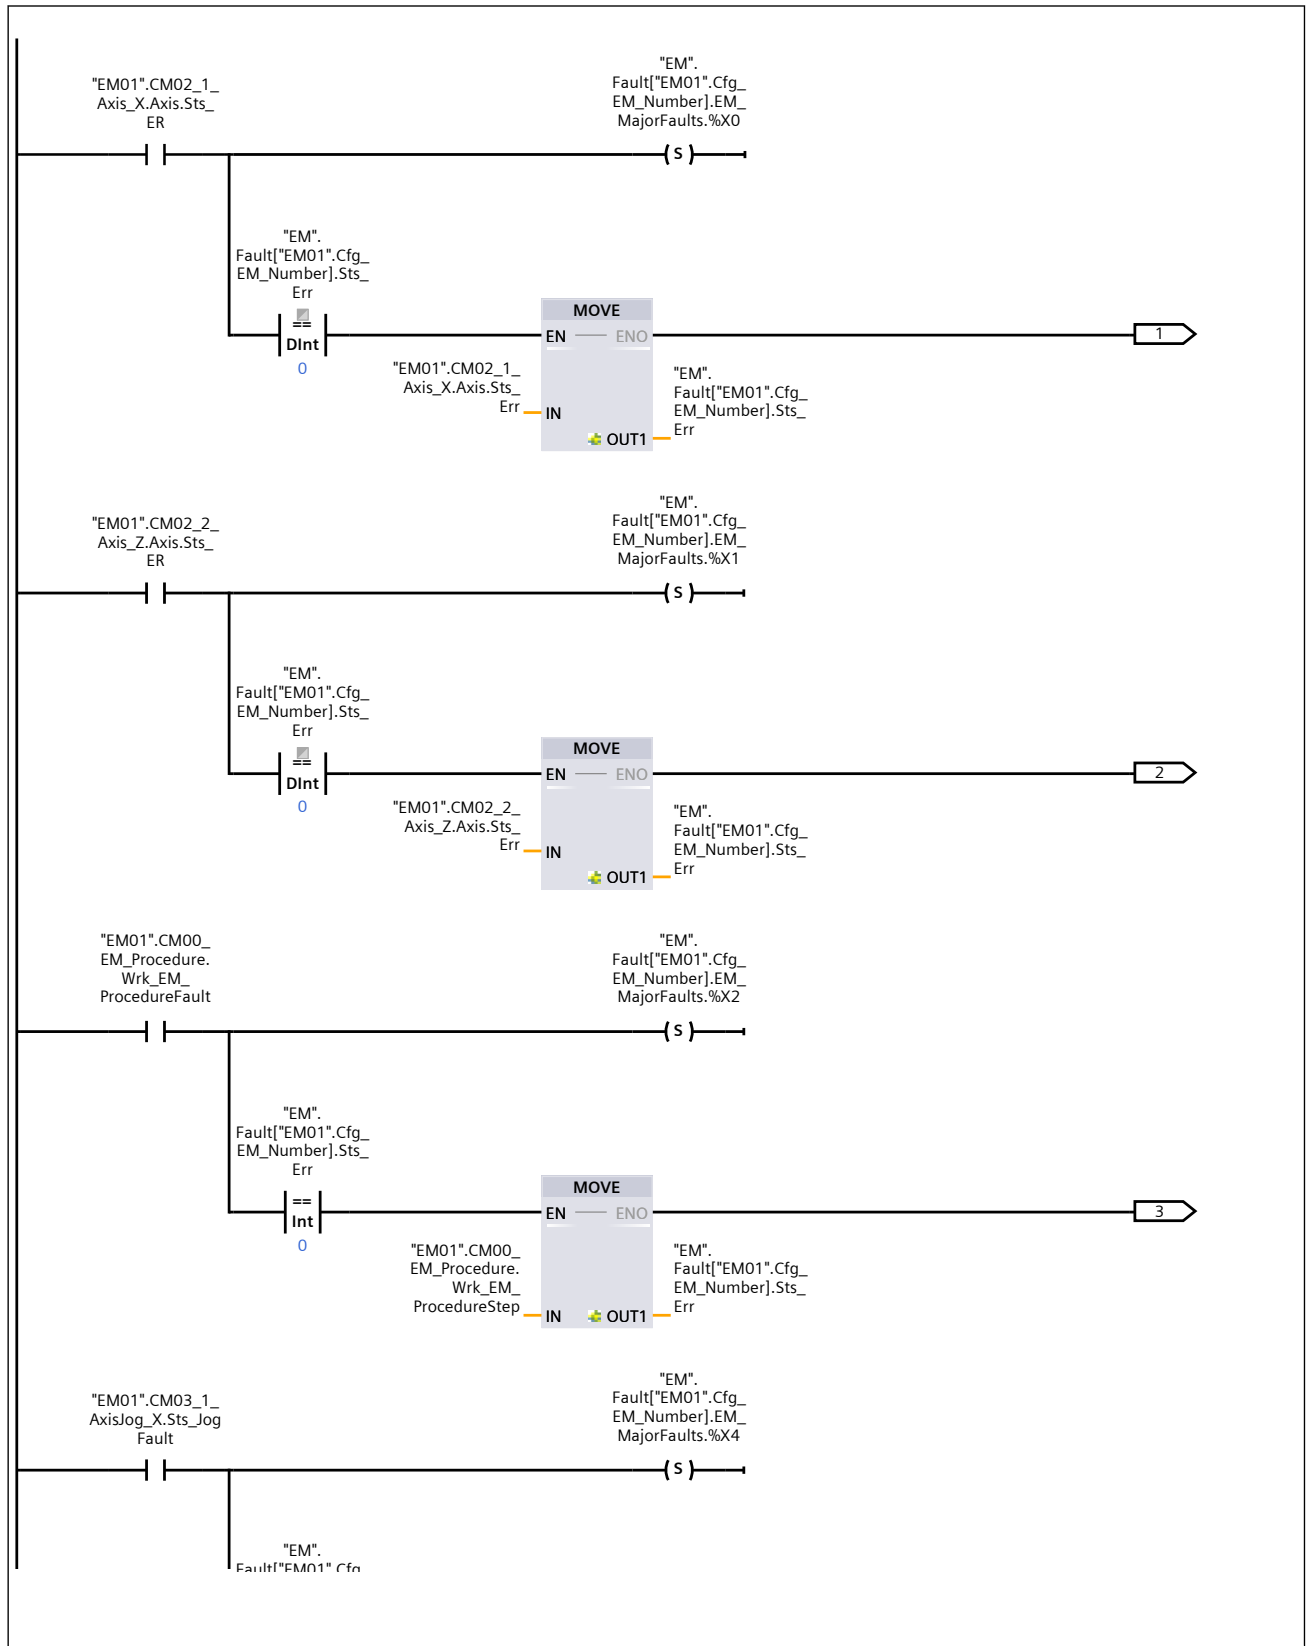 "EM01".CM02_1_
Axis_X.Axis.Sts_
ER
"EM".
Fault["EM01".Cfg_
EM_Number].EM_
MajorFaults.%X0
S
"EM".
Fault["EM01".Cfg_
EM_Number].Sts_
Err
==
DInt
0
MOVE
EN
ENO
1
"EM01".CM02_1_
Axis_X.Axis.Sts_
Err
IN
OUT1
"EM".
Fault["EM01".Cfg_
EM_Number].Sts_
Err
"EM01".CM02_2_
Axis_Z.Axis.Sts_
ER
"EM".
Fault["EM01".Cfg_
EM_Number].EM_
MajorFaults.%X1
S
"EM".
Fault["EM01".Cfg_
EM_Number].Sts_
Err
==
DInt
0
MOVE
EN
ENO
2
"EM01".CM02_2_
Axis_Z.Axis.Sts_
Err
IN
OUT1
"EM".
Fault["EM01".Cfg_
EM_Number].Sts_
Err
"EM01".CM00_
EM_Procedure.
Wrk_EM_
ProcedureFault
"EM".
Fault["EM01".Cfg_
EM_Number].EM_
MajorFaults.%X2
S
"EM".
Fault["EM01".Cfg_
EM_Number].Sts_
Err
==
Int
0
MOVE
EN
ENO
3
"EM01".CM00_
EM_Procedure.
Wrk_EM_
ProcedureStep
IN
OUT1
"EM".
Fault["EM01".Cfg_
EM_Number].Sts_
Err
"EM01".CM03_1_
AxisJog_X.Sts_Jog
Fault
"EM".
Fault["EM01".Cfg_
EM_Number].EM_
MajorFaults.%X4
S
"EM".
Fault["EM01".Cfg